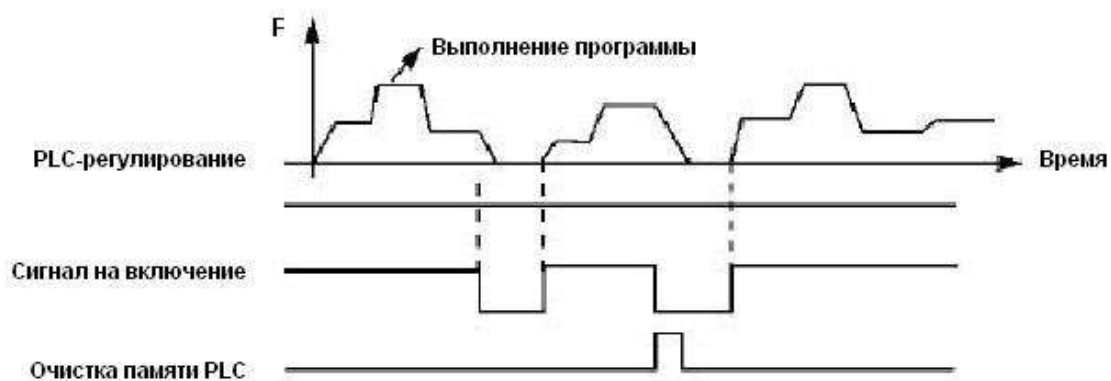 F
Выполнение программы
PLC-регулирование
Время
Сигнал на включение
Очистка памяти PLC